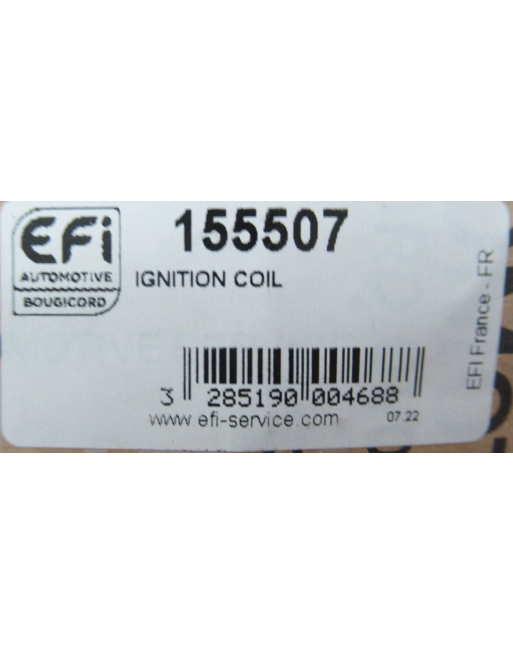 EFi
AUTOMOTIVE
BOUGICORD
155507
IGNITION COIL
3 285190 004688
www.efi-service.com
07.22
EFI France - FR